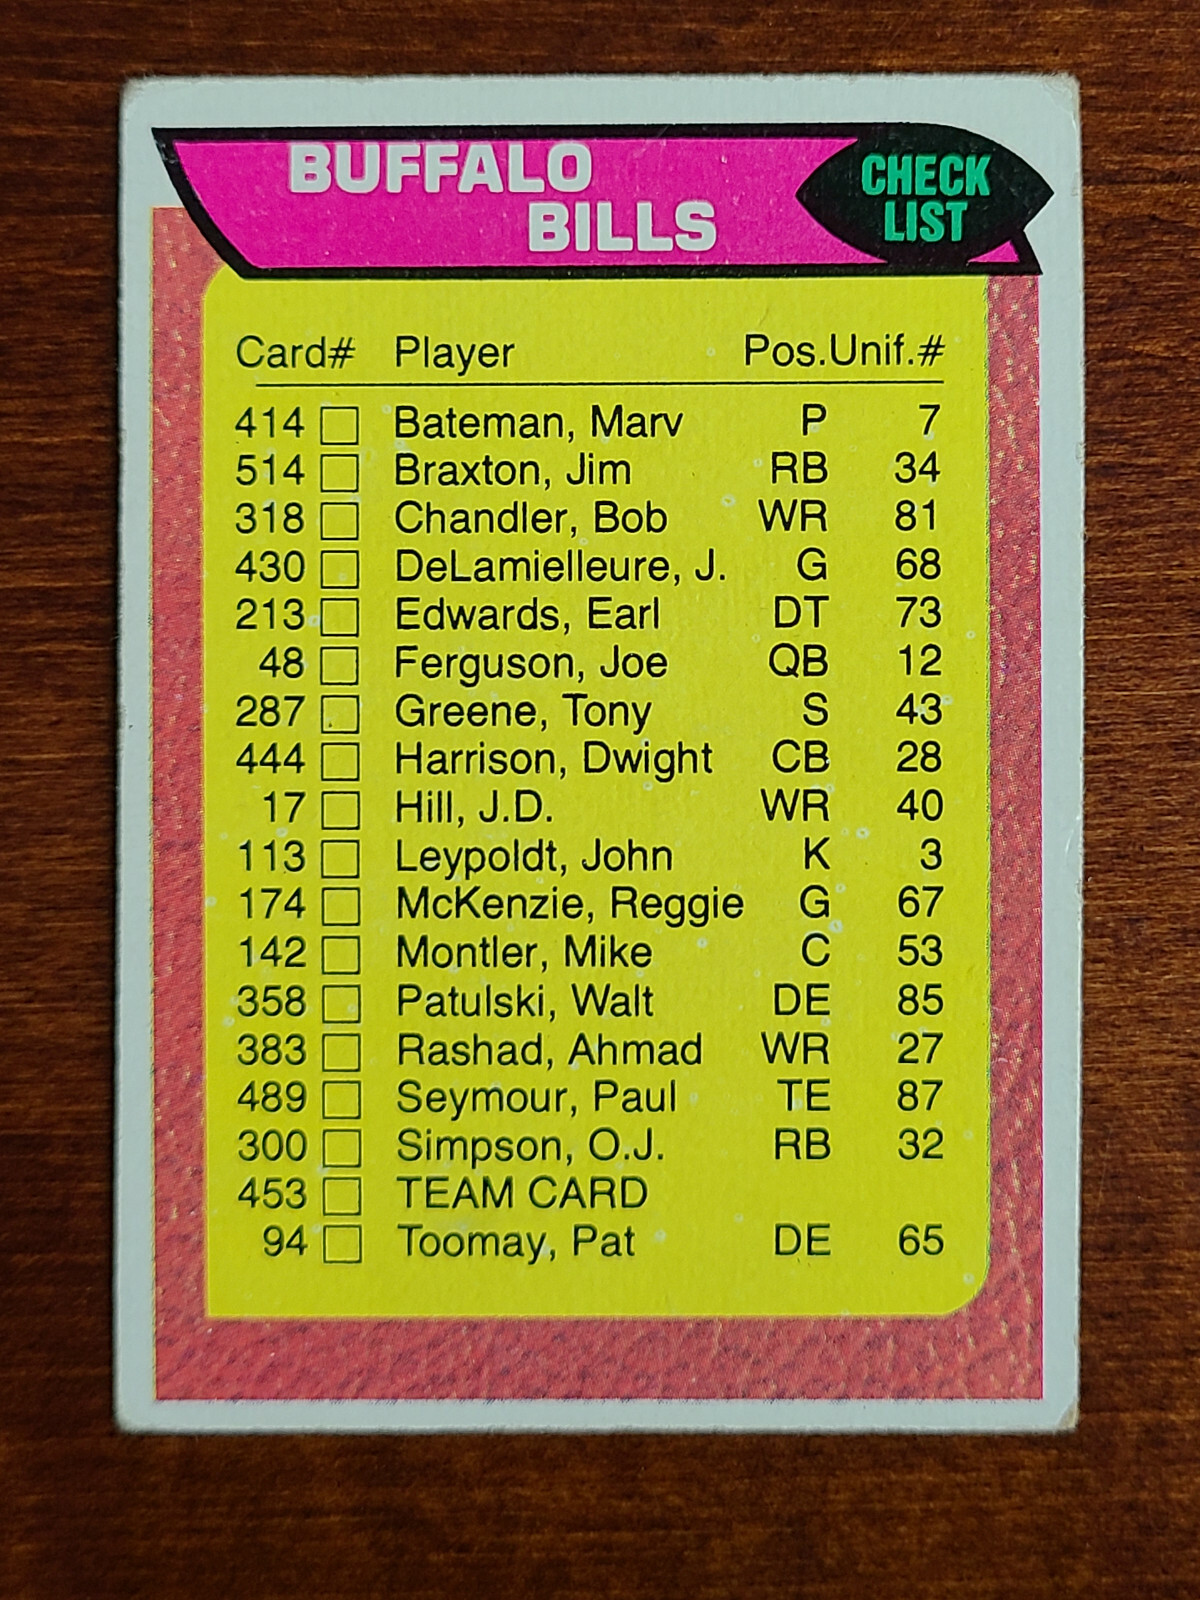 BUFFALO
BILLS
CHECK
LIST
Card# Player Pos. Unif.#
414 Bateman, Marv P 7
514 Braxton, Jim RB 34
318 Chandler, Bob WR 81
430 DeLamielleure, J. G 68
213 Edwards, Earl DT 73
48 Ferguson, Joe QB 12
287 Greene, Tony S 43
444 Harrison, Dwight CB 28
17 Hill, J.D. WR 40
113 Leypoldt, John K 3
174 McKenzie, Reggie G 67
142 Montler, Mike C 53
358 Patulski, Walt DE 85
383 Rashad, Ahmad WR 27
489 Seymour, Paul TE 87
300 Simpson, O.J. RB 32
453 TEAM CARD
94 Toomay, Pat DE 65